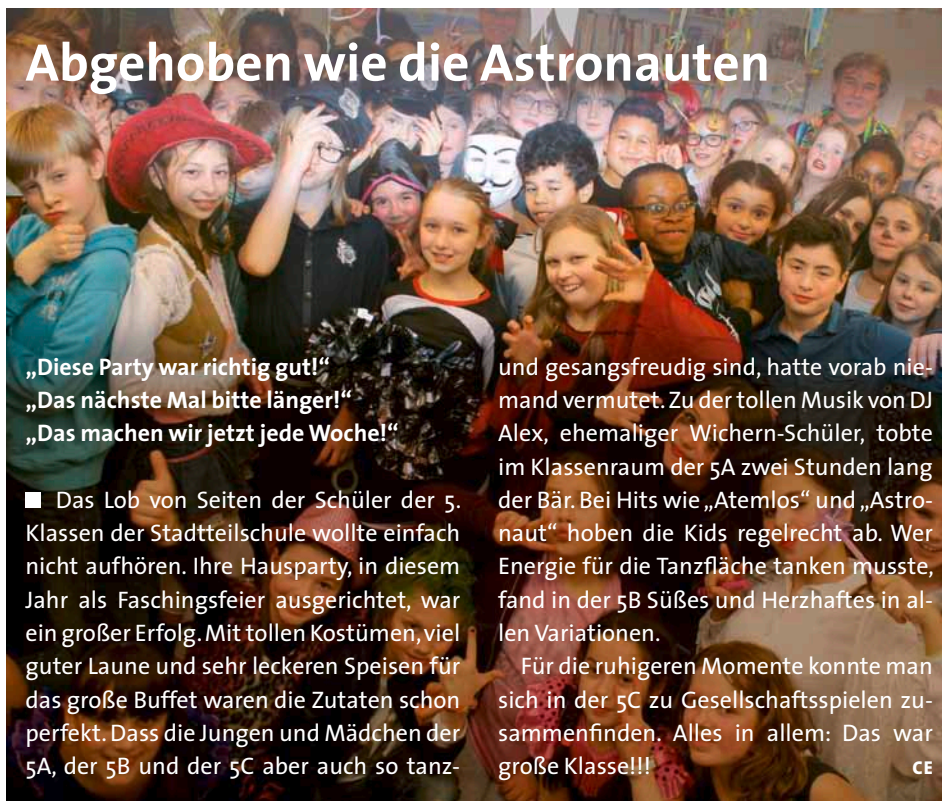 Abgehoben wie die Astronauten
„Diese Party war richtig gut!“
„Das nächste Mal bitte länger!“
„Das machen wir jetzt jede Woche!“
■ Das Lob von Seiten der Schüler der 5.
Klassen der Stadtteilschule wollte einfach
nicht aufhören. Ihre Hausparty, in diesem
Jahr als Faschingsfeier ausgerichtet, war
ein großer Erfolg. Mit tollen Kostümen, viel
guter Laune und sehr leckeren Speisen für
das große Buffet waren die Zutaten schon
perfekt. Dass die Jungen und Mädchen der
5A, der 5B und der 5C aber auch so tanz-
und gesangsfreudig sind, hatte vorab nie-
mand vermutet. Zu der tollen Musik von DJ
Alex, ehemaliger Wichern-Schüler, tobte
im Klassenraum der 5A zwei Stunden lang
der Bär. Bei Hits wie „Atemlos“ und „Astro-
naut“ hoben die Kids regelrecht ab. Wer
Energie für die Tanzfläche tanken musste,
fand in der 5B Süßes und Herzhaftes in al-
len Variationen.
Für die ruhigeren Momente konnte man
sich in der 5C zu Gesellschaftsspielen zu-
sammenfinden. Alles in allem: Das war
große Klasse!!! CE